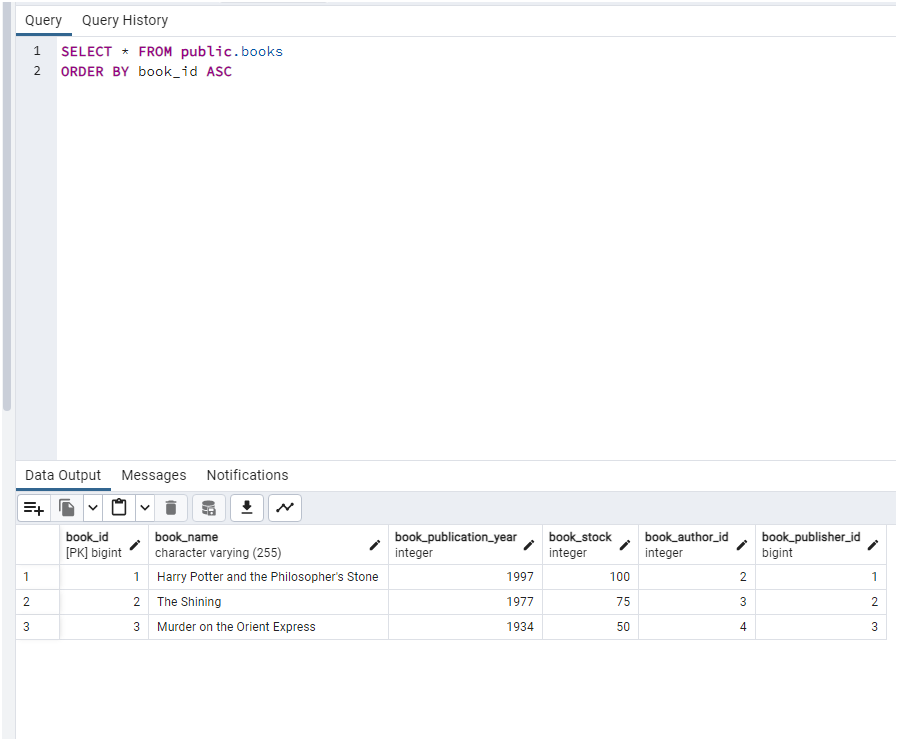 Query Query History
1 SELECT * FROM public.books
2 ORDER BY book_id ASC
Data Output Messages Notifications
book_id book_name book_publication_year book_stock book_author_id book_publisher_id
[PK] bigint character varying (255) integer integer integer bigint
1 1 Harry Potter and the Philosopher's Stone 1997 100 2 1
2 2 The Shining 1977 75 3 2
3 3 Murder on the Orient Express 1934 50 4 3